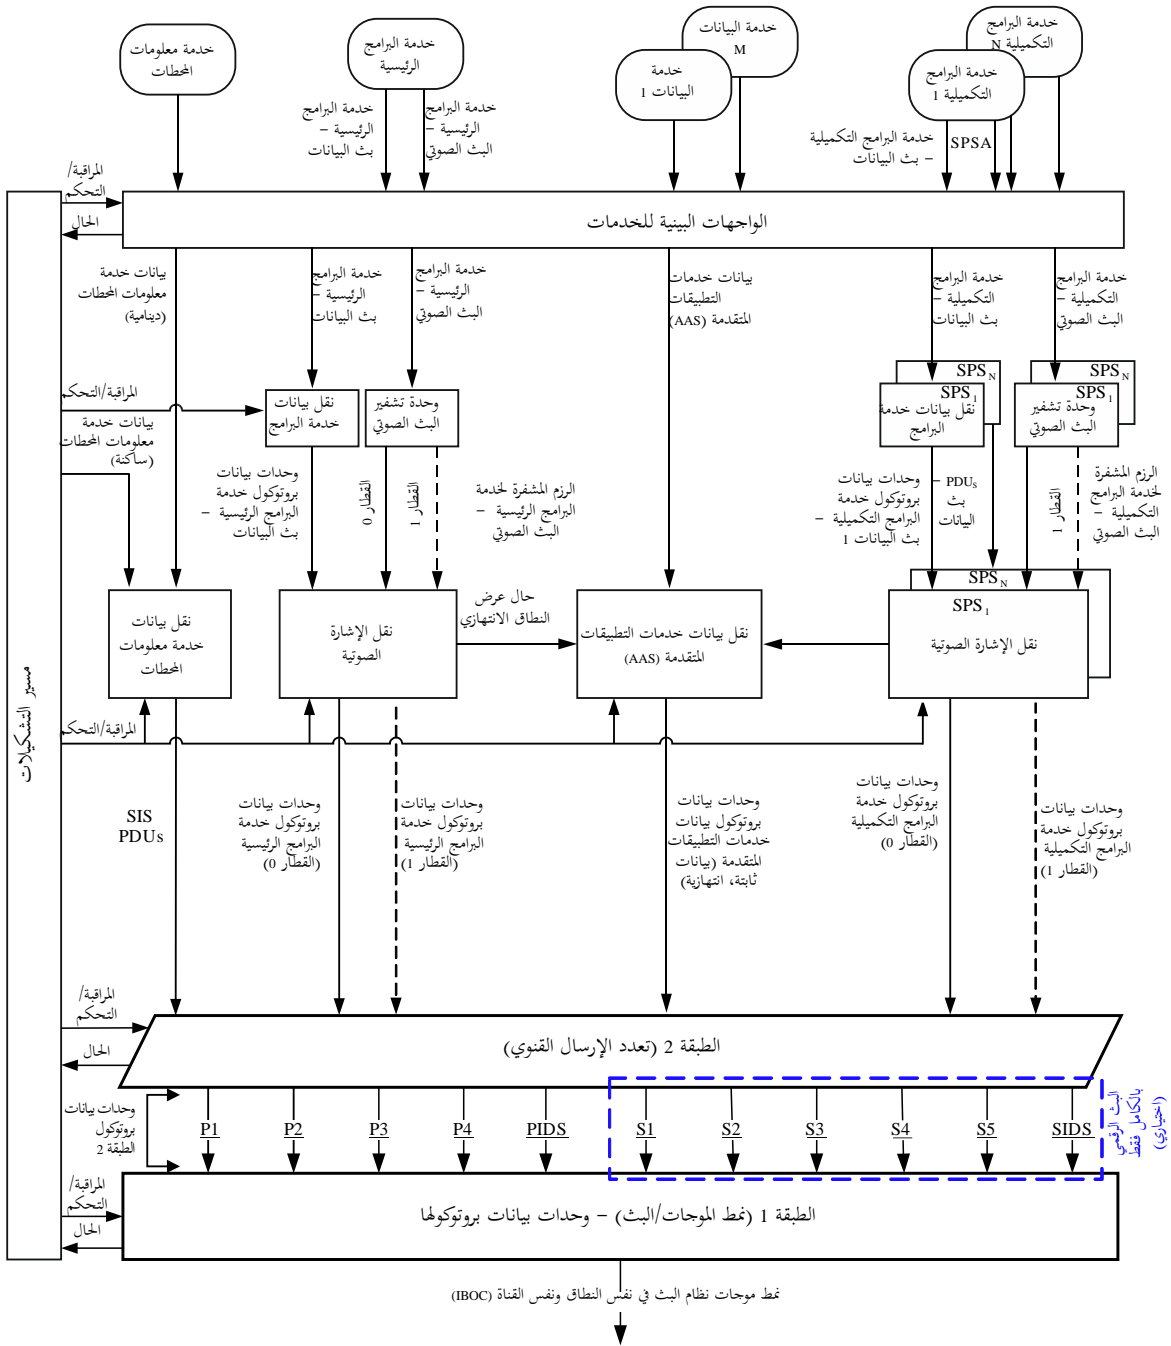 خدمة معلومات
المحطات
خدمة البرامج
الرئيسية
خدمة البيانات
M
خدمة
البيانات 1
خدمة البرامج
التكميلية N
خدمة البرامج
التكميلية 1
خدمة البرامج
الرئيسية –
بث البيانات
خدمة البرامج
الرئيسية –
البث الصوتي
خدمة البرامج التكميلية
– بث البيانات
SPSA
المراقبة/
التحكم
الحال
الواجهات البينية للخدمات
بيانات خدمة
معلومات المحطات
(دينامية)
خدمة البرامج
الرئيسية –
بث البيانات
خدمة البرامج
الرئيسية –
البث الصوتي
بيانات خدمات
التطبيقات
المتقدمة (AAS)
خدمة البرامج
التكميلية –
بث البيانات
خدمة البرامج
التكميلية –
البث الصوتي
المراقبة/التحكم
بيانات خدمة
معلومات المحطات
(ساكنة)
نقل بيانات
خدمة البرامج
وحدة تشفير
البث الصوتي
SPS N
SPS 1
نقل بيانات خدمة
البرامج
SPS N
SPS 1
وحدة تشفير
البث الصوتي
وحدات بيانات
بروتوكول خدمة
البرامج الرئيسية –
بث البيانات
القطار 0
القطار 1
الرزم المشفرة لخدمة
البرامج الرئيسية –
البث الصوتي
وحدات بيانات
بروتوكول خدمة
البرامج التكميلية –
بث البيانات 1
PDUs –
بث
البيانات
القطار 1
الرزم المشفرة
لخدمة البرامج
التكميلية –
البث الصوتي
نقل بيانات
خدمة معلومات
المحطات
نقل الإشارة
الصوتية
حال عرض
النطاق الانتهازي
نقل بيانات خدمات التطبيقات
المتقدمة (AAS)
SPS N
SPS 1
نقل الإشارة الصوتية
مسير التشكيلات
المراقبة/التحكم
SIS
PDUs
وحدات بيانات
بروتوكول خدمة
البرامج الرئيسية
(القطار 0)
وحدات بيانات
بروتوكول خدمة
البرامج الرئيسية
(القطار 1)
وحدات بيانات
بروتوكول بيانات
خدمات التطبيقات
المتقدمة (بيانات
ثابتة، انتهازية)
وحدات بيانات
بروتوكول خدمة
البرامج التكميلية
(القطار 0)
وحدات بيانات
بروتوكول خدمة
البرامج التكميلية
(القطار 1)
المراقبة/
التحكم
الحال
الطبقة 2 (تعدد الإرسال القنوي)
وحدات بيانات
بروتوكول
الطبقة 2
P1
P2
P3
P4
PIDS
S1
S2
S3
S4
S5
SIDS
البث الرقمي
بالكامل فقط
(اختياري)
المراقبة/
التحكم
الحال
الطبقة 1 (نمط الموجات/البث) – وحدات بيانات بروتوكولها
نمط موجات نظام البث في نفس النطاق ونفس القناة (IBOC)